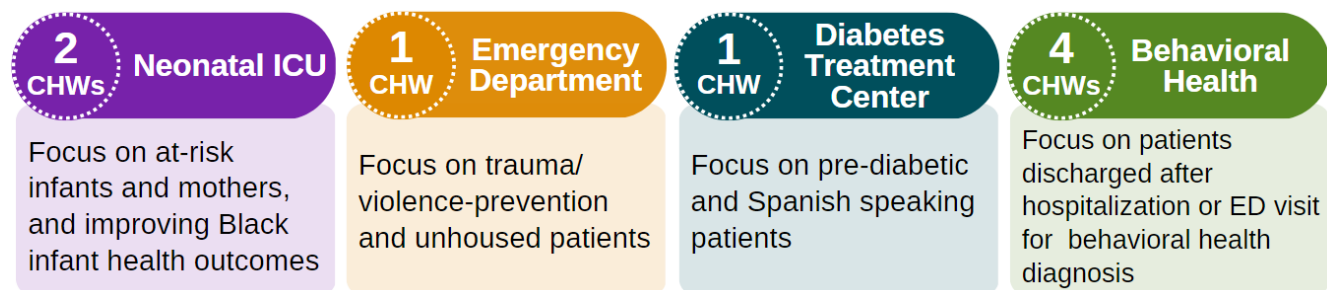 2
CHWs
Neonatal ICU
Focus on at-risk
infants and mothers,
and improving Black
infant health outcomes
1
CHW
Emergency
Department
Focus on trauma/
violence-prevention
and unhoused patients
1
CHW
Diabetes
Treatment
Center
Focus on pre-diabetic
and Spanish speaking
patients
4
CHWs
Behavioral
Health
Focus on patients
discharged after
hospitalization or ED visit
for  behavioral health
diagnosis